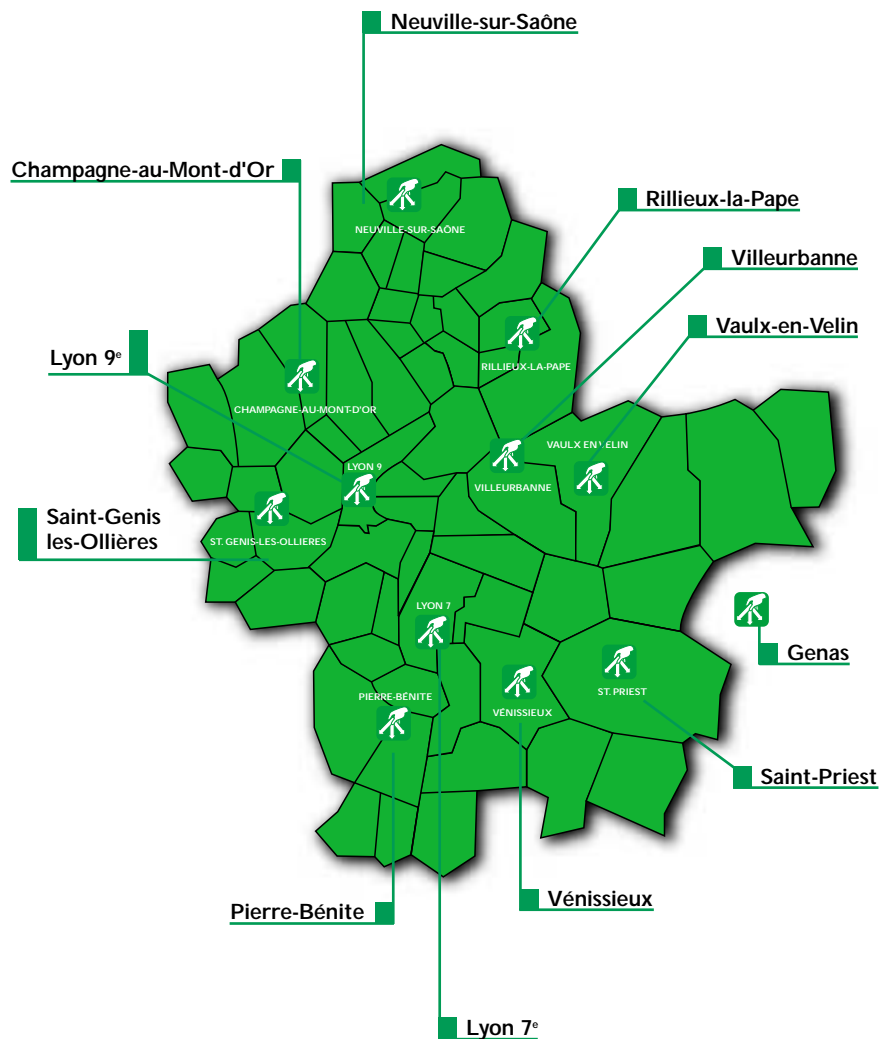 Neuville-sur-Saône
Champagne-au-Mont-d'Or
Rillieux-la-Pape
NEUVILLE-SUR-SAÔNE
Villeurbanne
Vaulx-en-Velin
Lyon 9e
RILLIEUX-LA-PAPE
CHAMPAGNE-AU-MONT-D'OR
VAULX EN VELIN
LYON 9
VILLEURBANNE
Saint-Genis
les-Ollières
ST. GENIS-LES-OLLIERES
LYON 7
Genas
ST. PRIEST
PIERRE-BÉNITE
VÉNISSIEUX
Saint-Priest
Vénissieux
Pierre-Bénite
Lyon 7e